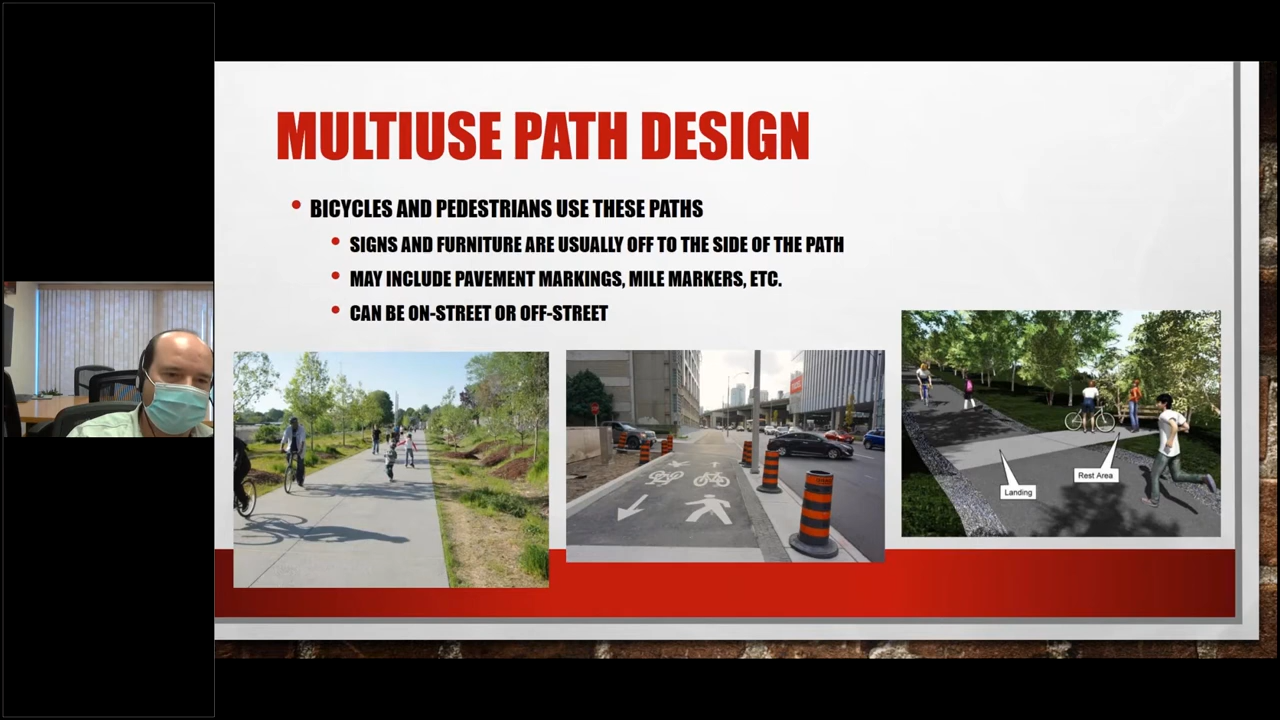 MULTIUSE PATH DESIGN
BICYCLES AND PEDESTRIANS USE THESE PATHS
SIGNS AND FURNITURE ARE USUALLY OFF TO THE SIDE OF THE PATH
MAY INCLUDE PAVEMENT MARKINGS, MILE MARKERS, ETC.
CAN BE ON-STREET OR OFF-STREET
Landing
Rest Area